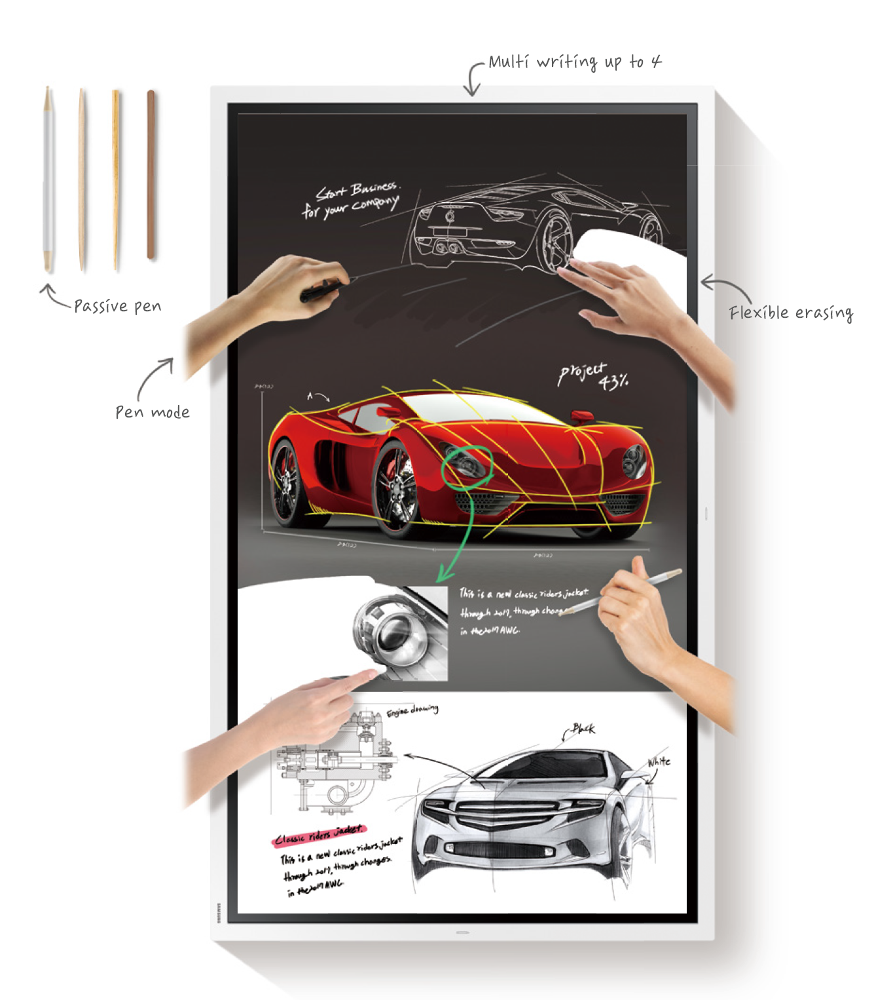 Multi writing up to 4
Start Business.
for your company
Passive pen
Flexible erasing
Pen mode
project
43%
A
This is a new classic riders jacket.
through 2017, through changes.
in the 2017 AWC.
Engine drawing
Black
White
Classic riders jacket.
This is a new classic riders jacket
through 2017, through changes.
in the 2017 AWC.
SAMSUNG